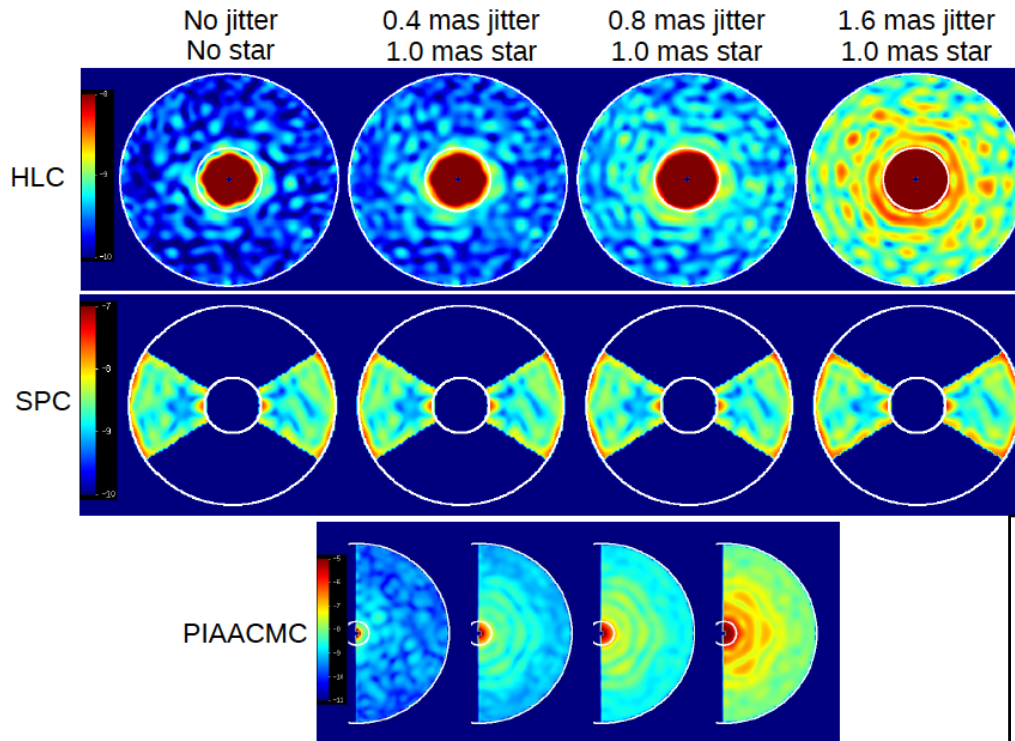 No jitter 0.4 mas jitter 0.8 mas jitter 1.6 mas jitter
No star 1.0 mas star 1.0 mas star 1.0 mas star
HLC
-8
-9
-10
SPC
-7
-8
-9
-10
PIAACMC
-5
-6
-7
-8
-9
-10
-11